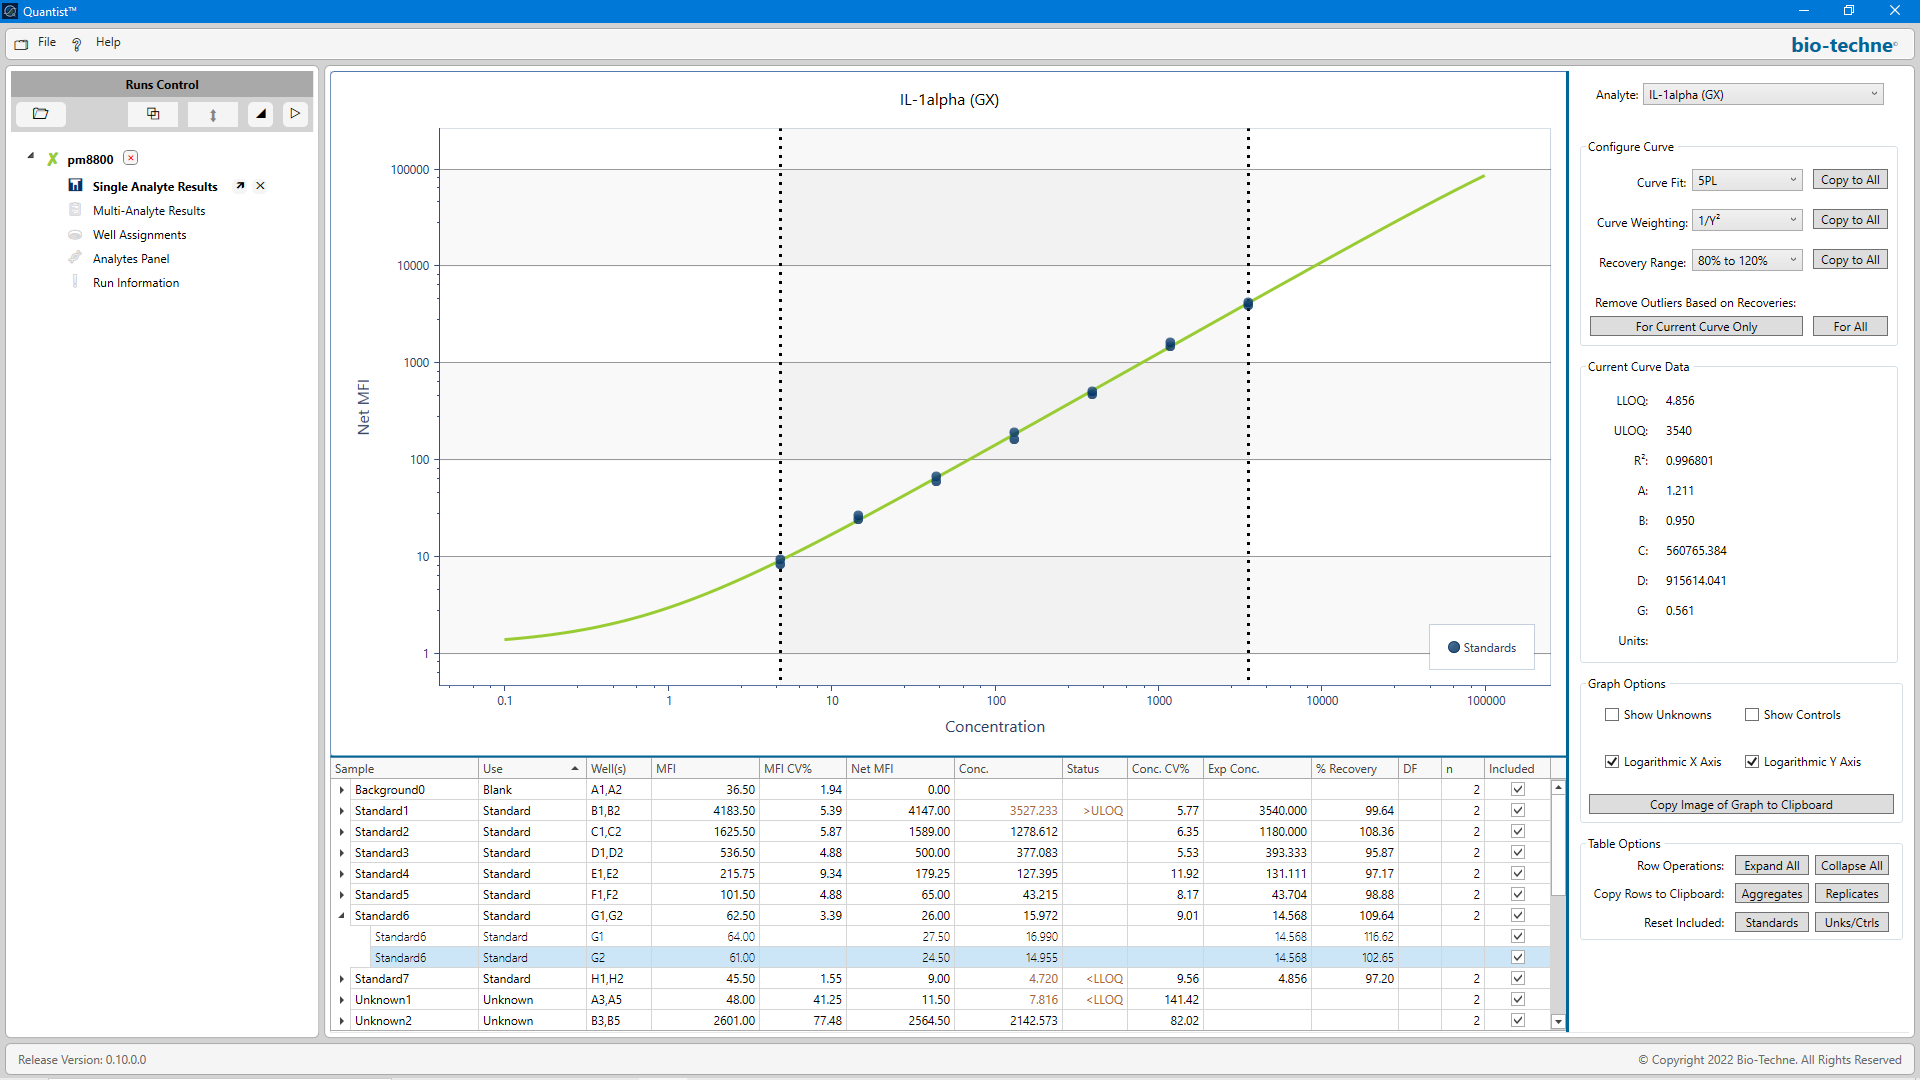 Quantist™
File Help
bio-techne
Runs Control
pm8800
Single Analyte Results
Multi-Analyte Results
Well Assignments
Analytes Panel
Run Information
IL-1alpha (GX)
Net MFI
100000
10000
1000
100
10
1
0.1 1 10 100 1000 10000 100000
Concentration
Standards
Sample Use Well(s) MFI MFI CV% Net MFI Conc. Status Conc. CV% Exp Conc. % Recovery DF n Included
Background0 Blank A1,A2 36.50 1.94 0.00 2
Standard1 Standard B1,B2 4183.50 5.39 4147.00 3527.233 >ULOQ 5.77 3540.000 99.64 2
Standard2 Standard C1,C2 1625.50 5.87 1589.00 1278.612 6.35 1180.000 108.36 2
Standard3 Standard D1,D2 536.50 4.88 500.00 377.083 5.53 393.333 95.87 2
Standard4 Standard E1,E2 215.75 9.34 179.25 127.395 11.92 131.111 97.17 2
Standard5 Standard F1,F2 101.50 4.88 65.00 43.215 8.17 43.704 98.88 2
Standard6 Standard G1,G2 62.50 3.39 26.00 15.972 9.01 14.568 109.64 2
Standard6 Standard G1 64.00 27.50 16.990 14.568 116.62
Standard6 Standard G2 61.00 24.50 14.955 14.568 102.65
Standard7 Standard H1,H2 45.50 1.55 9.00 4.720 <LLOQ 9.56 4.856 97.20 2
Unknown1 Unknown A3,A5 48.00 41.25 11.50 7.816 <LLOQ 141.42 2
Unknown2 Unknown B3,B5 2601.00 77.48 2564.50 2142.573 82.02 2
Analyte: IL-1alpha (GX)
Configure Curve
Curve Fit: 5PL Copy to All
Curve Weighting: 1/Y² Copy to All
Recovery Range: 80% to 120% Copy to All
Remove Outliers Based on Recoveries:
For Current Curve Only For All
Current Curve Data
LLOQ: 4.856
ULOQ: 3540
R²: 0.996801
A: 1.211
B: 0.950
C: 560765.384
D: 915614.041
G: 0.561
Units:
Graph Options
Show Unknowns Show Controls
Logarithmic X Axis Logarithmic Y Axis
Copy Image of Graph to Clipboard
Table Options
Row Operations: Expand All Collapse All
Copy Rows to Clipboard: Aggregates Replicates
Reset Included: Standards Unks/Ctrls
Release Version: 0.10.0.0
© Copyright 2022 Bio-Techne. All Rights Reserved